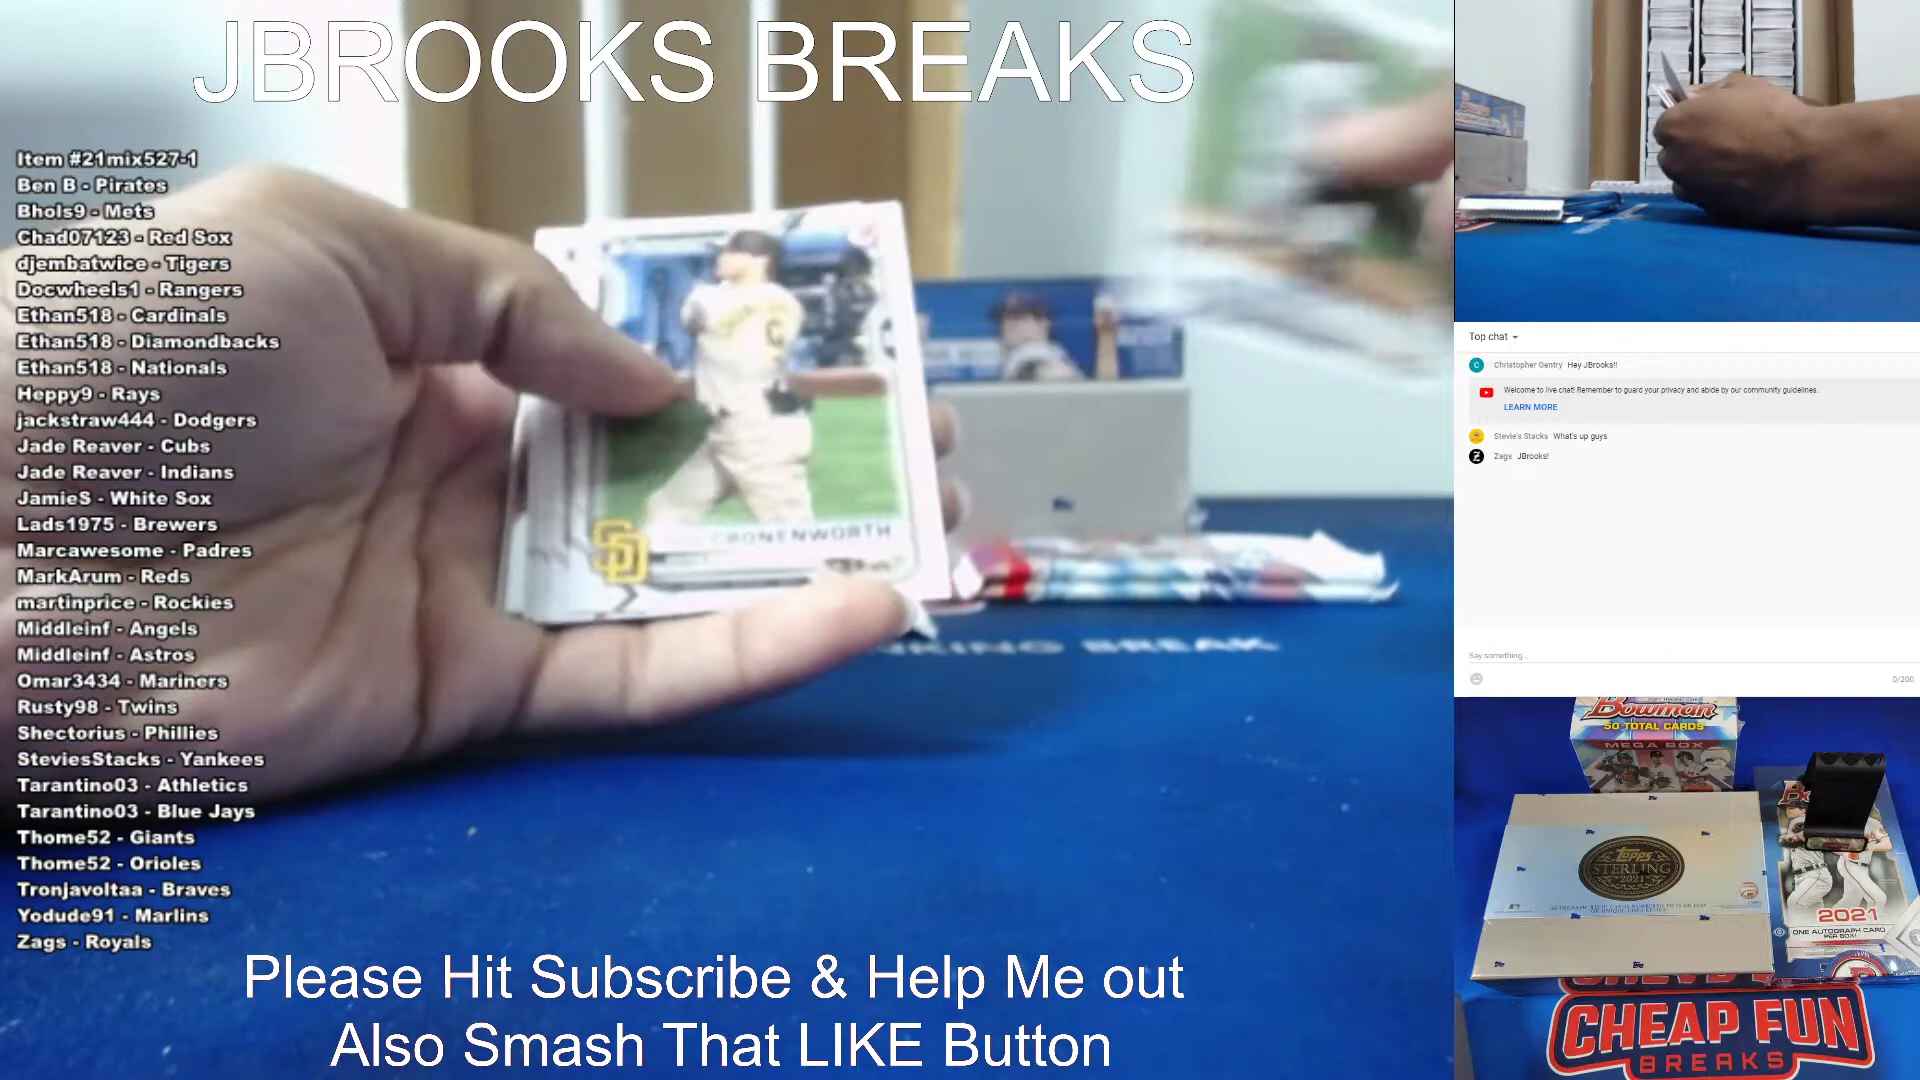 JBROOKS BREAKS
Item #21mix527-1
Ben B - Pirates
Bhols9 - Mets
Chad07123 - Red Sox
djembatwice - Tigers
Docwheels1 - Rangers
Ethan518 - Cardinals
Ethan518 - Diamondbacks
Ethan518 - Nationals
Heppy9 - Rays
jackstraw444 - Dodgers
Jade Reaver - Cubs
Jade Reaver - Indians
JamieS - White Sox
Lads1975 - Brewers
Marcawesome - Padres
MarkArum - Reds
martinprice - Rockies
Middleinf - Angels
Middleinf - Astros
Omar3434 - Mariners
Rusty98 - Twins
Shectorius - Phillies
SteviesStacks - Yankees
Tarantino03 - Athletics
Tarantino03 - Blue Jays
Thome52 - Giants
Thome52 - Orioles
Tronjavoltaa - Braves
Yodude91 - Marlins
Zags - Royals
CRONENWORTH
SD
BREAK
Please Hit Subscribe & Help Me out
Also Smash That LIKE Button
Top chat
Christopher Gentry Hey JBrooks!!
Welcome to live chat! Remember to guard your privacy and abide by our community guidelines.
LEARN MORE
Stevie's Stacks What's up guys
Zags JBrooks!
Say something...
0/200
Bowman
50 TOTAL CARDS
MEGA BOX
Topps
STERLING
2021
2021
ONE AUTOGRAPH CARD
PER BOX!
CHEAP FUN
BREAKS